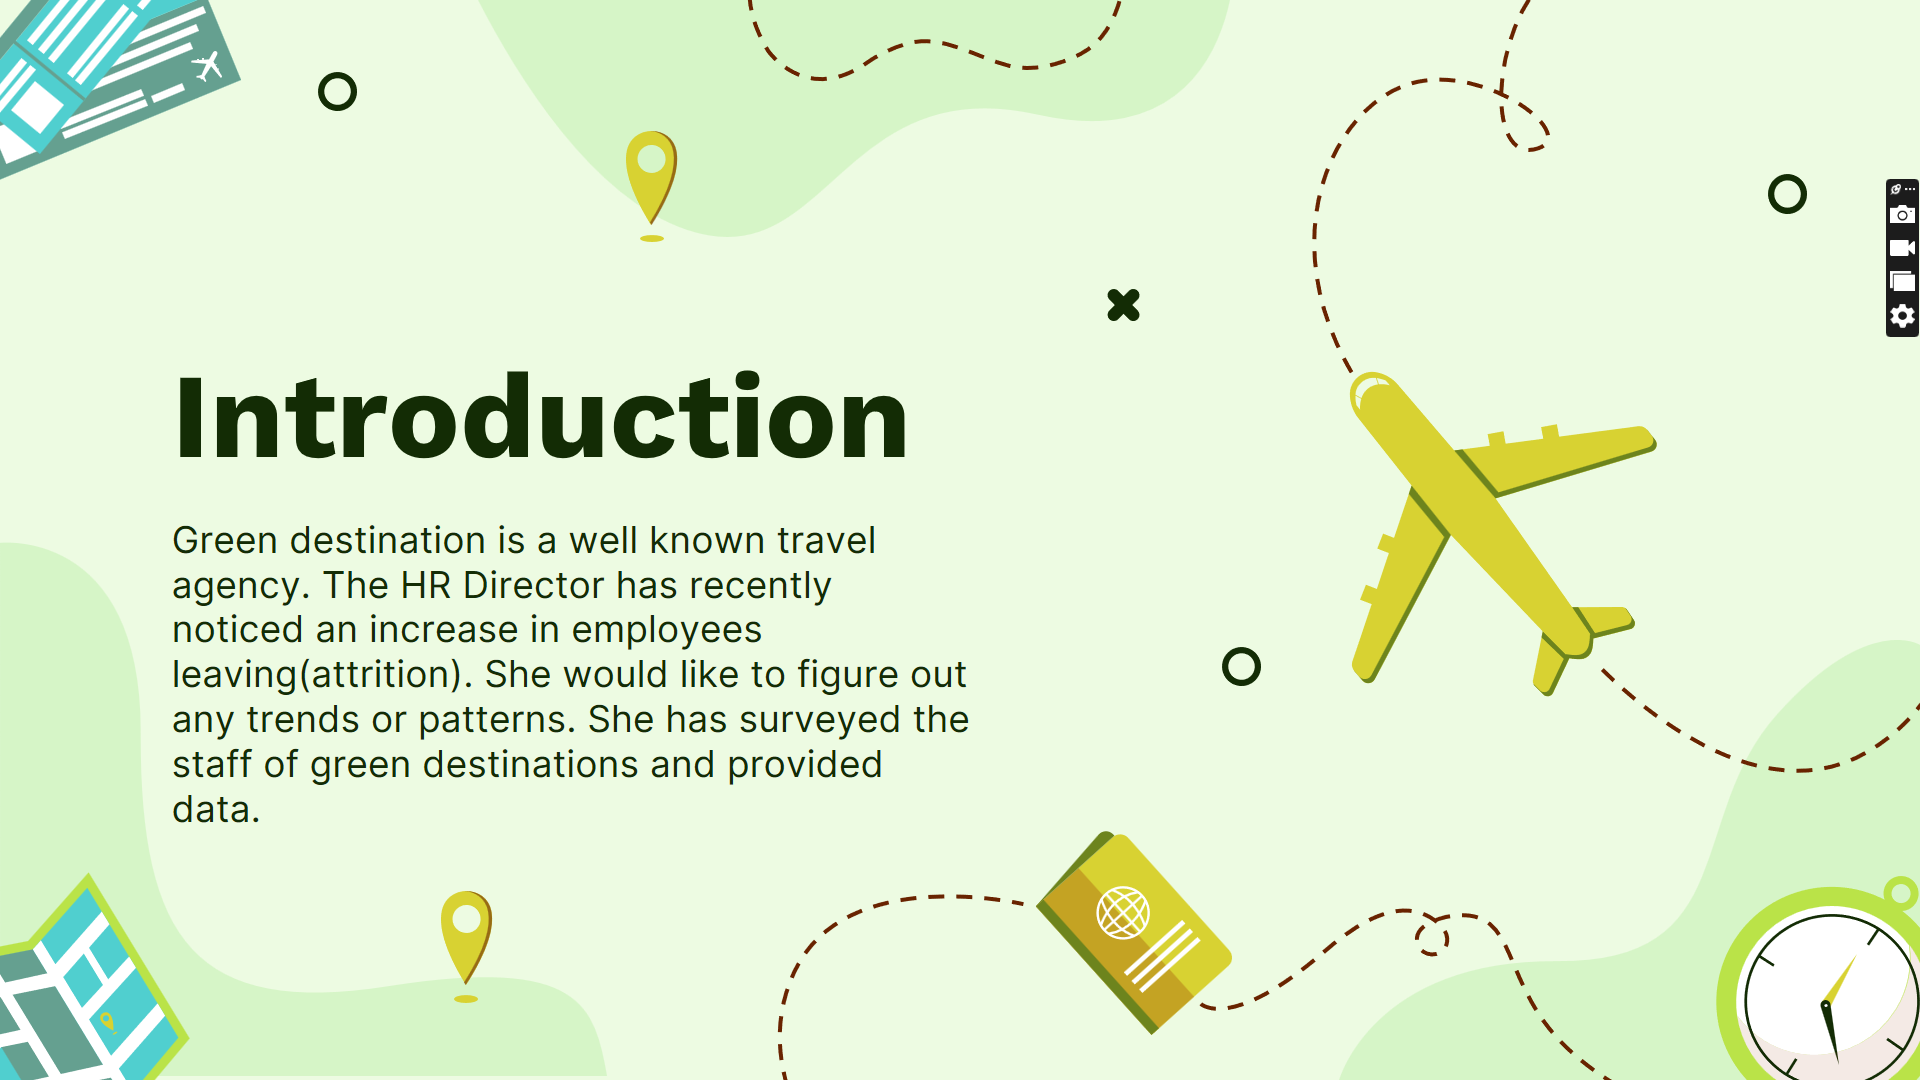 Introduction
Green destination is a well known travel
agency. The HR Director has recently
noticed an increase in employees
leaving(attrition). She would like to figure out
any trends or patterns. She has surveyed the
staff of green destinations and provided
data.